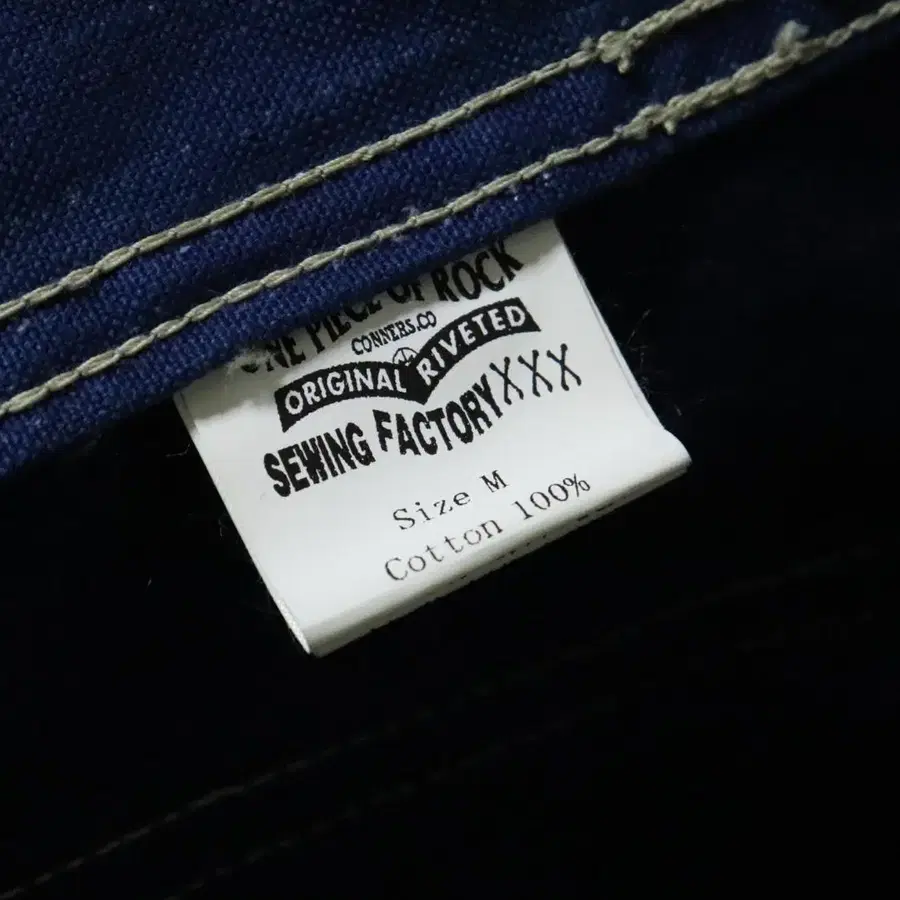 ONE PIECE OF ROCK
CONNERS.CO
ORIGINAL RIVETED
SEWING FACTORY XXX
Size M
Cotton 100%